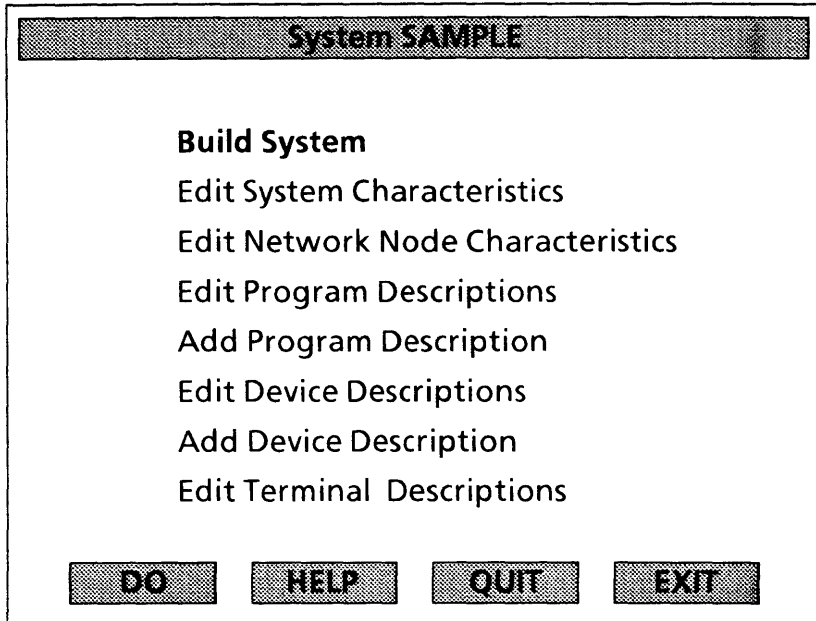 System SAMPLE
Build System
Edit System Characteristics
Edit Network Node Characteristics
Edit Program Descriptions
Add Program Description
Edit Device Descriptions
Add Device Description
Edit Terminal Descriptions
DO HELP QUIT EXIT